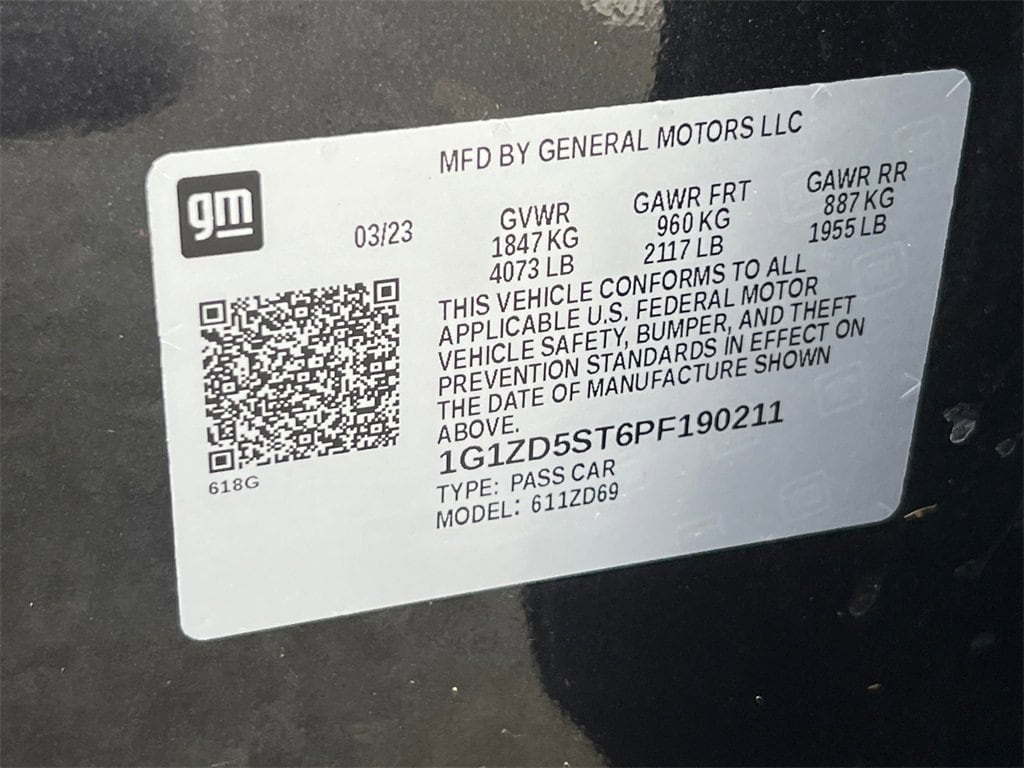 MFD BY GENERAL MOTORS LLC
gm
03/23
GVWR
1847 KG
4073 LB
GAWR FRT
960 KG
2117 LB
GAWR RR
887 KG
1955 LB
THIS VEHICLE CONFORMS TO ALL
APPLICABLE U.S. FEDERAL MOTOR
VEHICLE SAFETY, BUMPER, AND THEFT
PREVENTION STANDARDS IN EFFECT ON
THE DATE OF MANUFACTURE SHOWN
ABOVE.
1G1ZD5ST6PF190211
TYPE: PASS CAR
MODEL: 611ZD69
618G